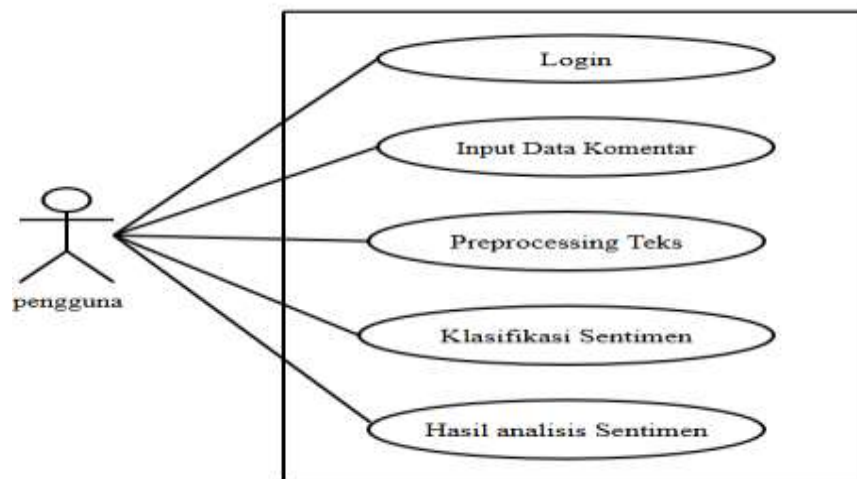 Login
Input Data Komentar
Preprocessing Teks
pengguna
Klasifikasi Sentimen
Hasil analisis Sentimen